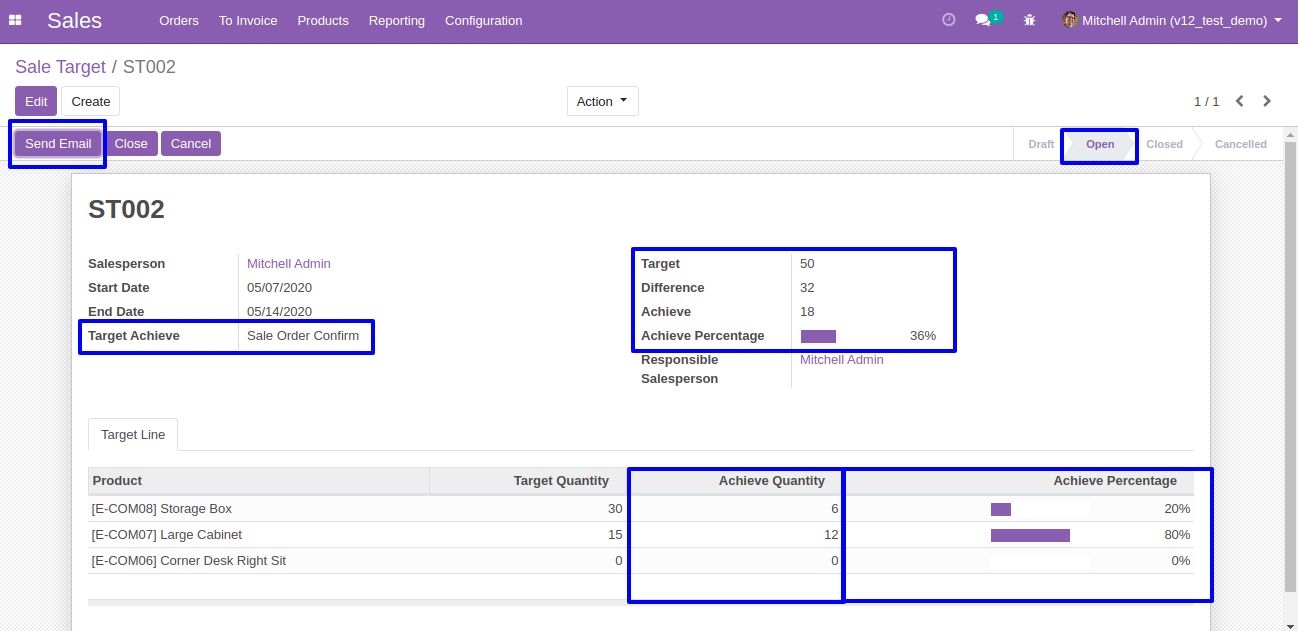 Sales Orders To Invoice Products Reporting Configuration 1 Mitchell Admin (v12_test_demo)
Sale Target / ST002
Edit Create Action 1 / 1
Send Email Close Cancel Draft Open Closed Cancelled
ST002
Salesperson Mitchell Admin Target 50
Start Date 05/07/2020 Difference 32
End Date 05/14/2020 Achieve 18
Target Achieve Sale Order Confirm Achieve Percentage 36%
Responsible Mitchell Admin
Salesperson
Target Line
Product Target Quantity Achieve Quantity Achieve Percentage
[E-COM08] Storage Box 30 6 20%
[E-COM07] Large Cabinet 15 12 80%
[E-COM06] Corner Desk Right Sit 0 0 0%